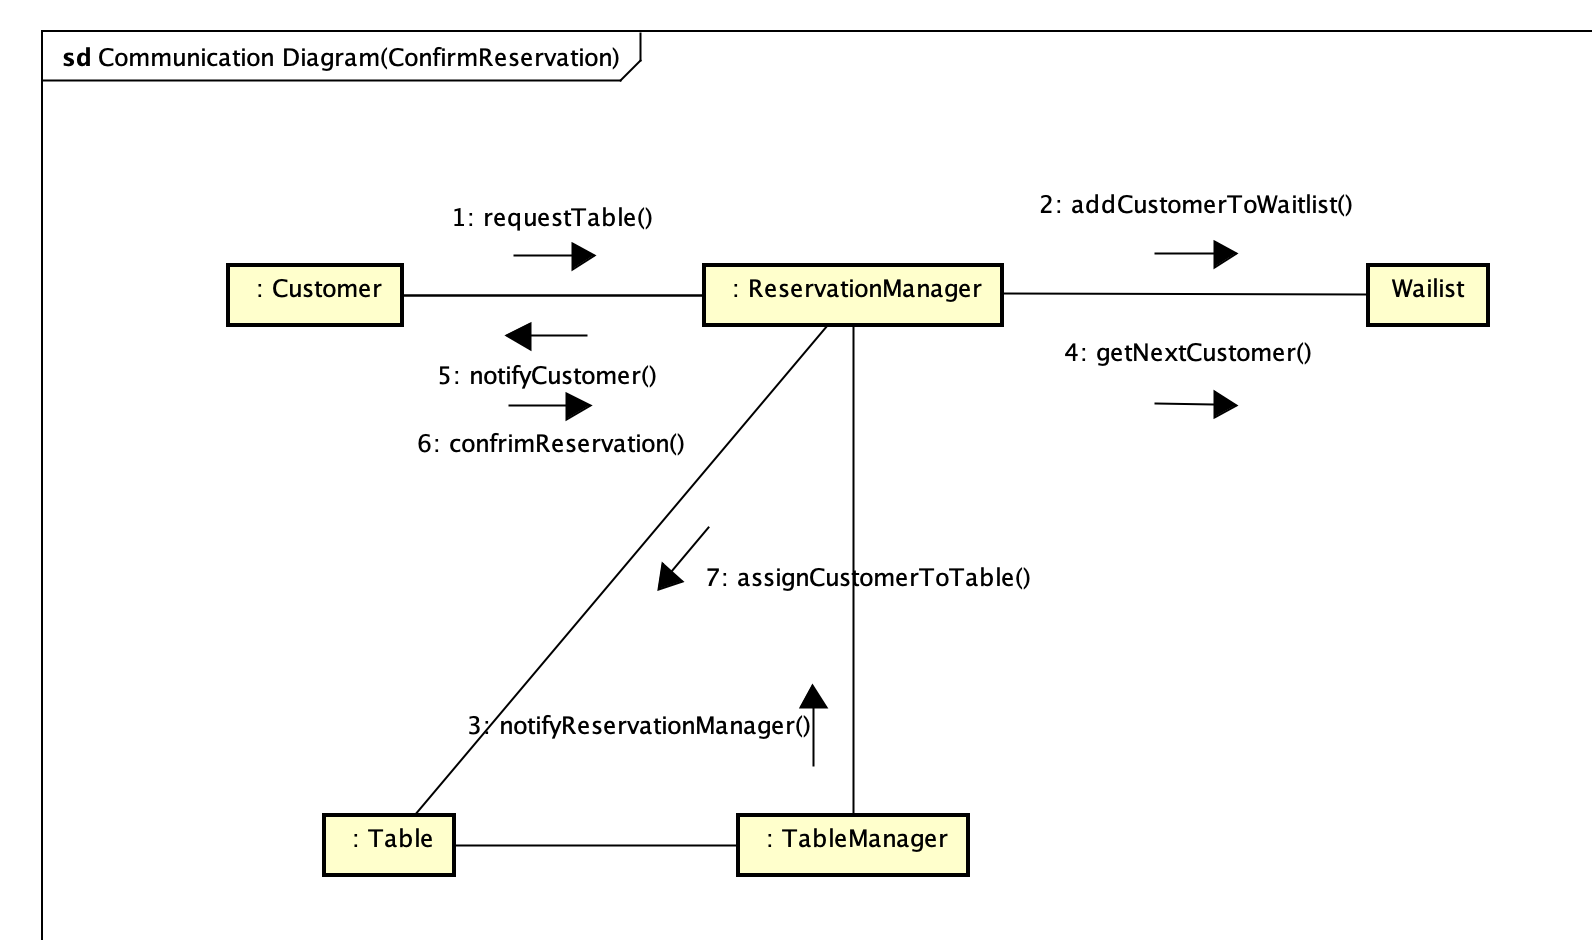 sd Communication Diagram(ConfirmReservation)
1: requestTable()
2: addCustomerToWaitlist()
: Customer
: ReservationManager
Wailist
5: notifyCustomer()
4: getNextCustomer()
6: confrimReservation()
7: assignCustomerToTable()
3: notifyReservationManager()
: Table
: TableManager